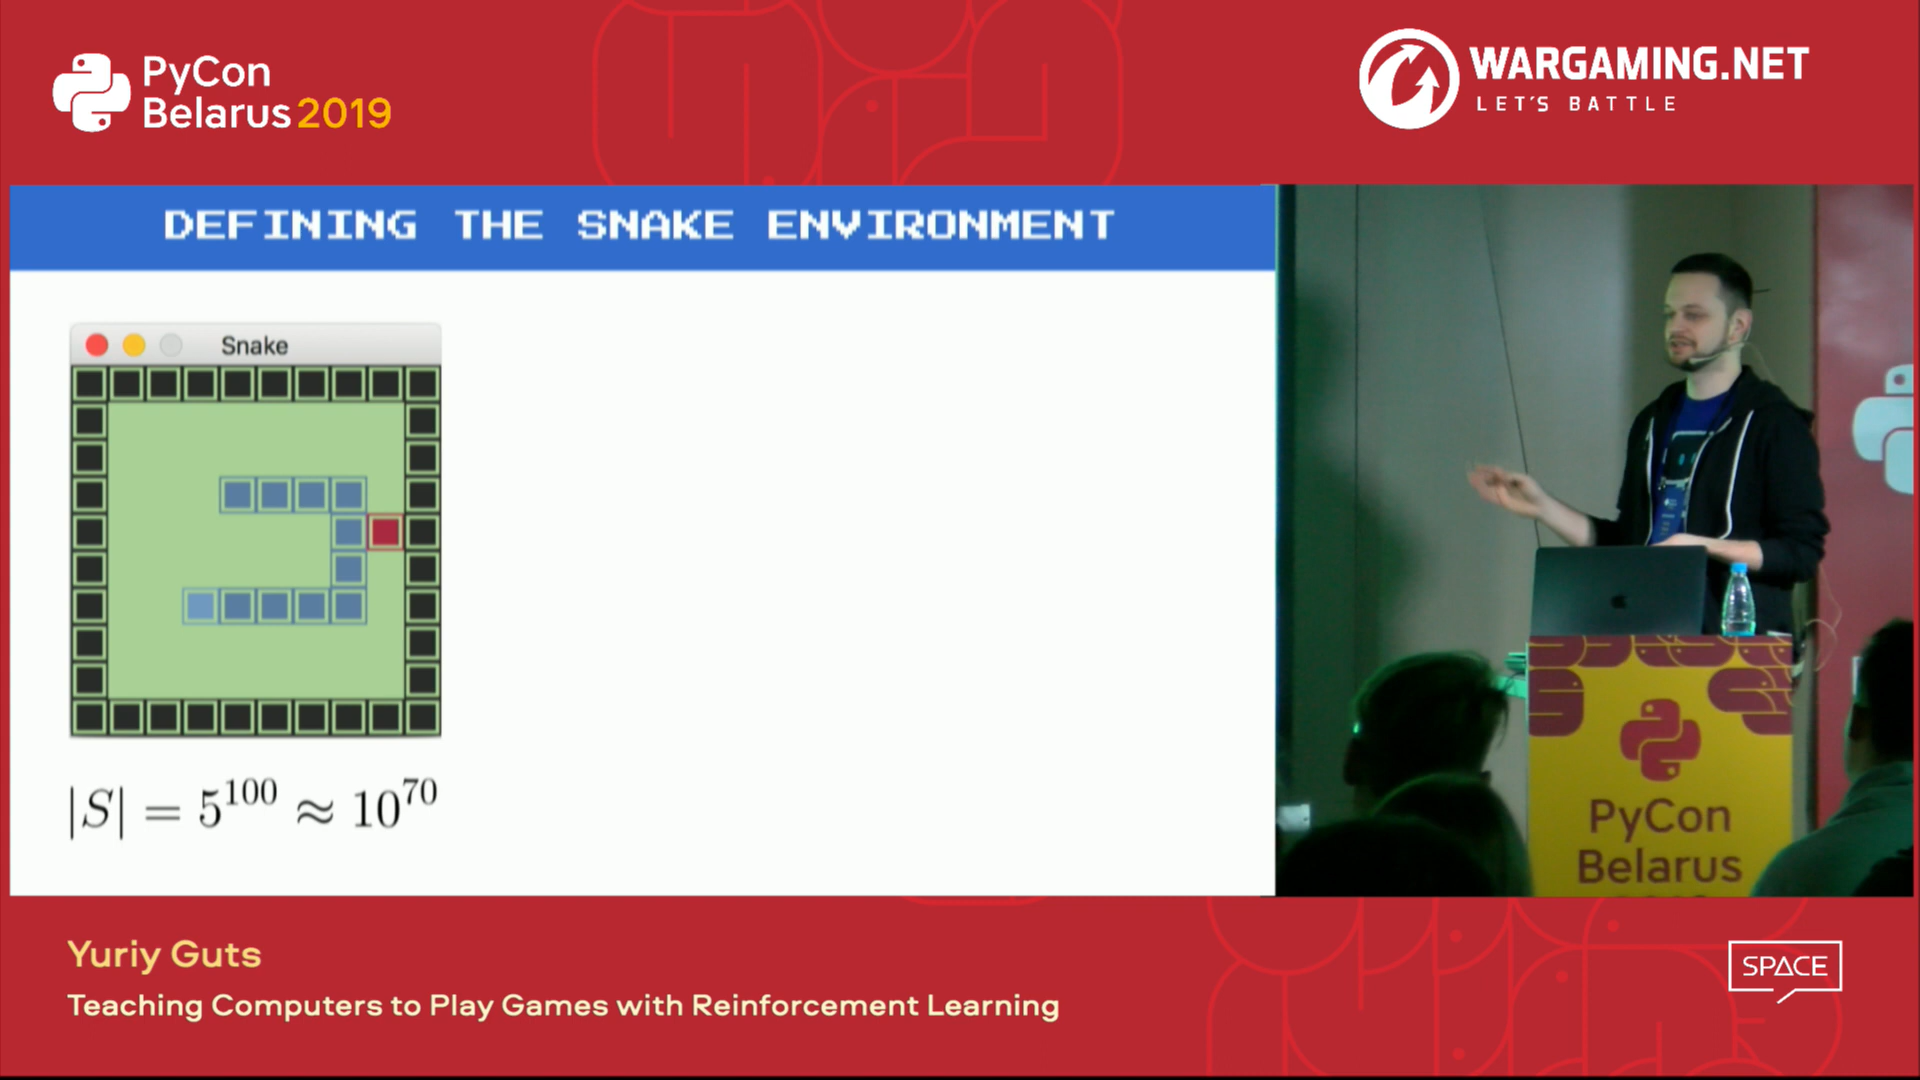 PyCon
Belarus 2019
WARGAMING.NET
LET'S BATTLE
DEFINING THE SNAKE ENVIRONMENT
Snake
|S| = 5^100 ≈ 10^70
PyCon
Belarus
Yuriy Guts
Teaching Computers to Play Games with Reinforcement Learning
SPACE